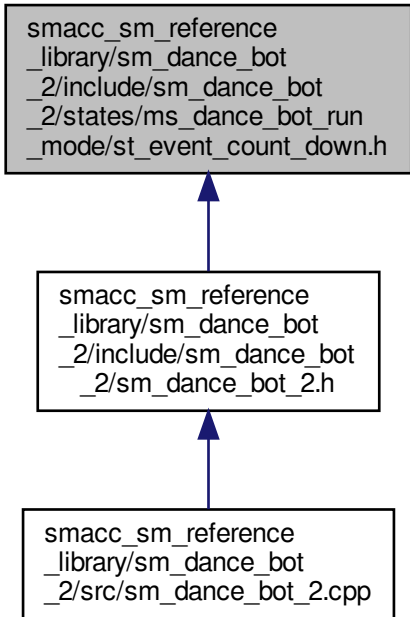 smacc_sm_reference
_library/sm_dance_bot
_2/include/sm_dance_bot
_2/states/ms_dance_bot_run
_mode/st_event_count_down.h
smacc_sm_reference
_library/sm_dance_bot
_2/include/sm_dance_bot
_2/sm_dance_bot_2.h
smacc_sm_reference
_library/sm_dance_bot
_2/src/sm_dance_bot_2.cpp